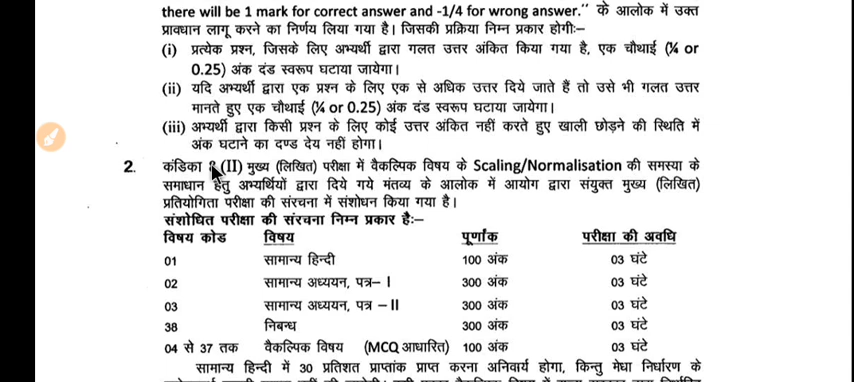 there will be 1 mark for correct answer and -1/4 for wrong answer.” के आलोक में उक्त
प्रावधान लागू करने का निर्णय लिया गया है। जिसकी प्रक्रिया निम्न प्रकार होगीः–
(i) प्रत्येक प्रश्न, जिसके लिए अभ्यर्थी द्वारा गलत उत्तर अंकित किया गया है, एक चौथाई (¼ or
0.25) अंक दंड स्वरूप घटाया जायेगा।
(ii) यदि अभ्यर्थी द्वारा एक प्रश्न के लिए एक से अधिक उत्तर दिये जाते हैं तो उसे भी गलत उत्तर
मानते हुए एक चौथाई (¼ or 0.25) अंक दंड स्वरूप घटाया जायेगा।
(iii) अभ्यर्थी द्वारा किसी प्रश्न के लिए कोई उत्तर अंकित नहीं करते हुए खाली छोड़ने की स्थिति में
अंक घटाने का दण्ड देय नहीं होगा।
2. कंडिका (II) मुख्य (लिखित) परीक्षा में वैकल्पिक विषय के Scaling/Normalisation की समस्या के
समाधान हेतु अभ्यर्थियों द्वारा दिये गये मंतव्य के आलोक में आयोग द्वारा संयुक्त मुख्य (लिखित)
प्रतियोगिता परीक्षा की संरचना में संशोधन किया गया है।
संशोधित परीक्षा की संरचना निम्न प्रकार हैः–
विषय कोड विषय पूर्णांक परीक्षा की अवधि
01 सामान्य हिन्दी 100 अंक 03 घंटे
02 सामान्य अध्ययन, पत्र– I 300 अंक 03 घंटे
03 सामान्य अध्ययन, पत्र – II 300 अंक 03 घंटे
38 निबन्ध 300 अंक 03 घंटे
04 से 37 तक वैकल्पिक विषय (MCQ आधारित) 100 अंक 03 घंटे
सामान्य हिन्दी में 30 प्रतिशत प्राप्तांक प्राप्त करना अनिवार्य होगा, किन्तु मेधा निर्धारण के